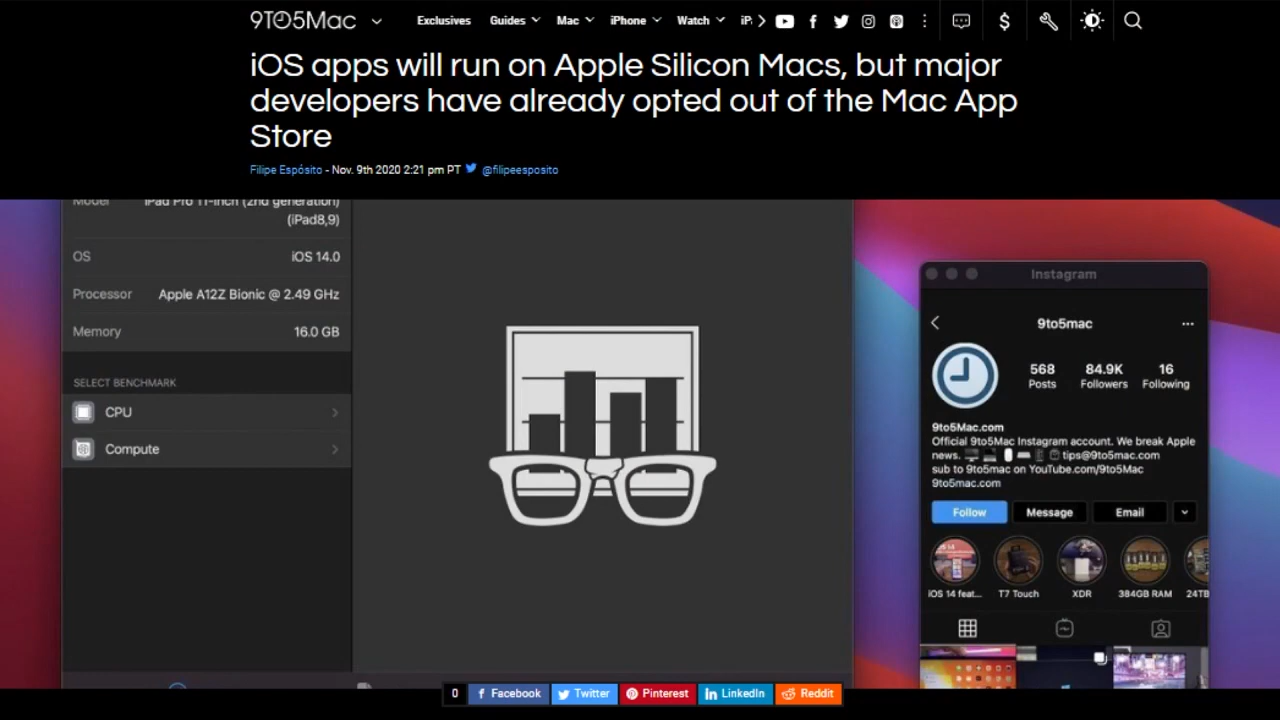 9TO5Mac
Exclusives Guides Mac iPhone Watch iP
iOS apps will run on Apple Silicon Macs, but major
developers have already opted out of the Mac App
Store
Filipe Espósito - Nov. 9th 2020 2:21 pm PT @filipeesposito
Model iPad Pro 11-inch (2nd generation)
(iPad8,9)
OS iOS 14.0
Processor Apple A12Z Bionic @ 2.49 GHz
Memory 16.0 GB
SELECT BENCHMARK
CPU
Compute
Instagram
9to5mac
568 84.9K 16
Posts Followers Following
9to5Mac.com
Official 9to5Mac Instagram account. We break Apple
news. tips@9to5mac.com
sub to 9to5mac on YouTube.com/9to5Mac
9to5mac.com
Follow Message Email
iOS 14 feat... T7 Touch XDR 384GB RAM 24TB
0 Facebook Twitter Pinterest LinkedIn Reddit